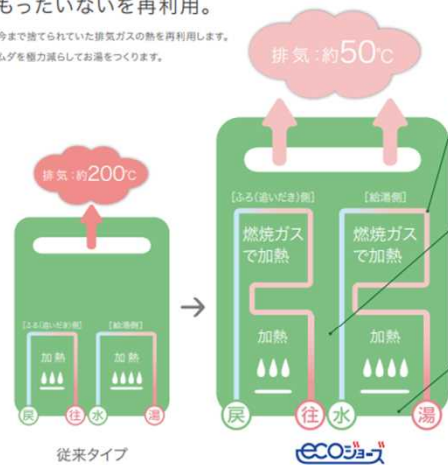 もったいないを再利用。
今まで捨てられていた排気ガスの熱を再利用します。
ムダを極力減らしてお湯をつくります。
排気:約50℃
排気:約200℃
[ふろ(追いだき)側]
[給湯側]
燃焼ガス
で加熱
燃焼ガス
で加熱
加熱
加熱
戻
往
水
湯
[ふろ(追いだき)側]
[給湯側]
加熱
加熱
戻
往
水
湯
従来タイプ
ecoジョーズ